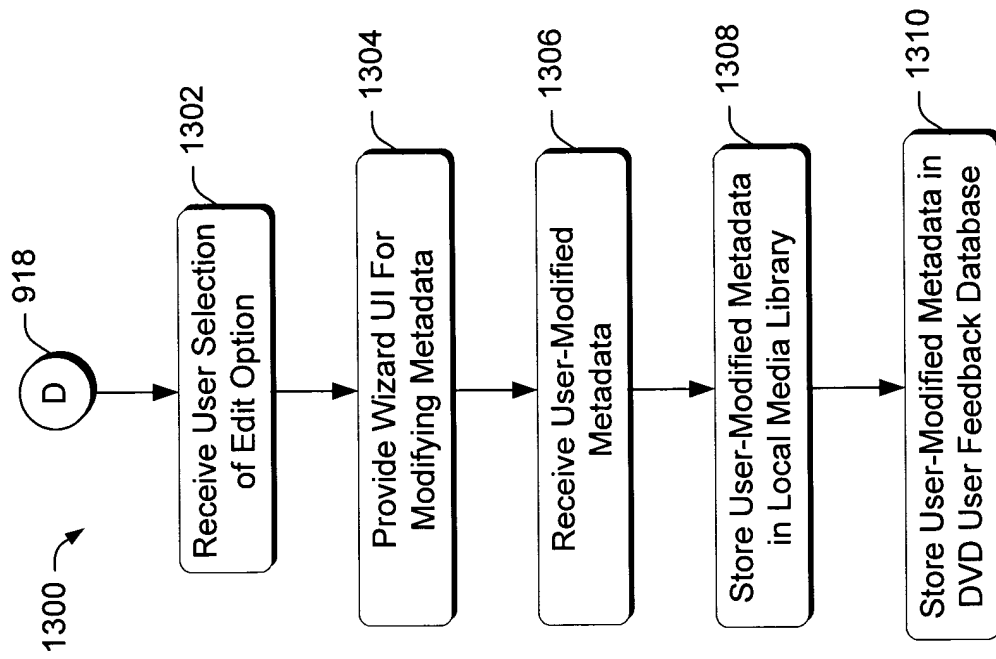 1300
D
918
Receive User Selection
of Edit Option
1302
Provide Wizard UI For
Modifying Metadata
1304
Receive User-Modified
Metadata
1306
Store User-Modified Metadata
in Local Media Library
1308
Store User-Modified Metadata in
DVD User Feedback Database
1310